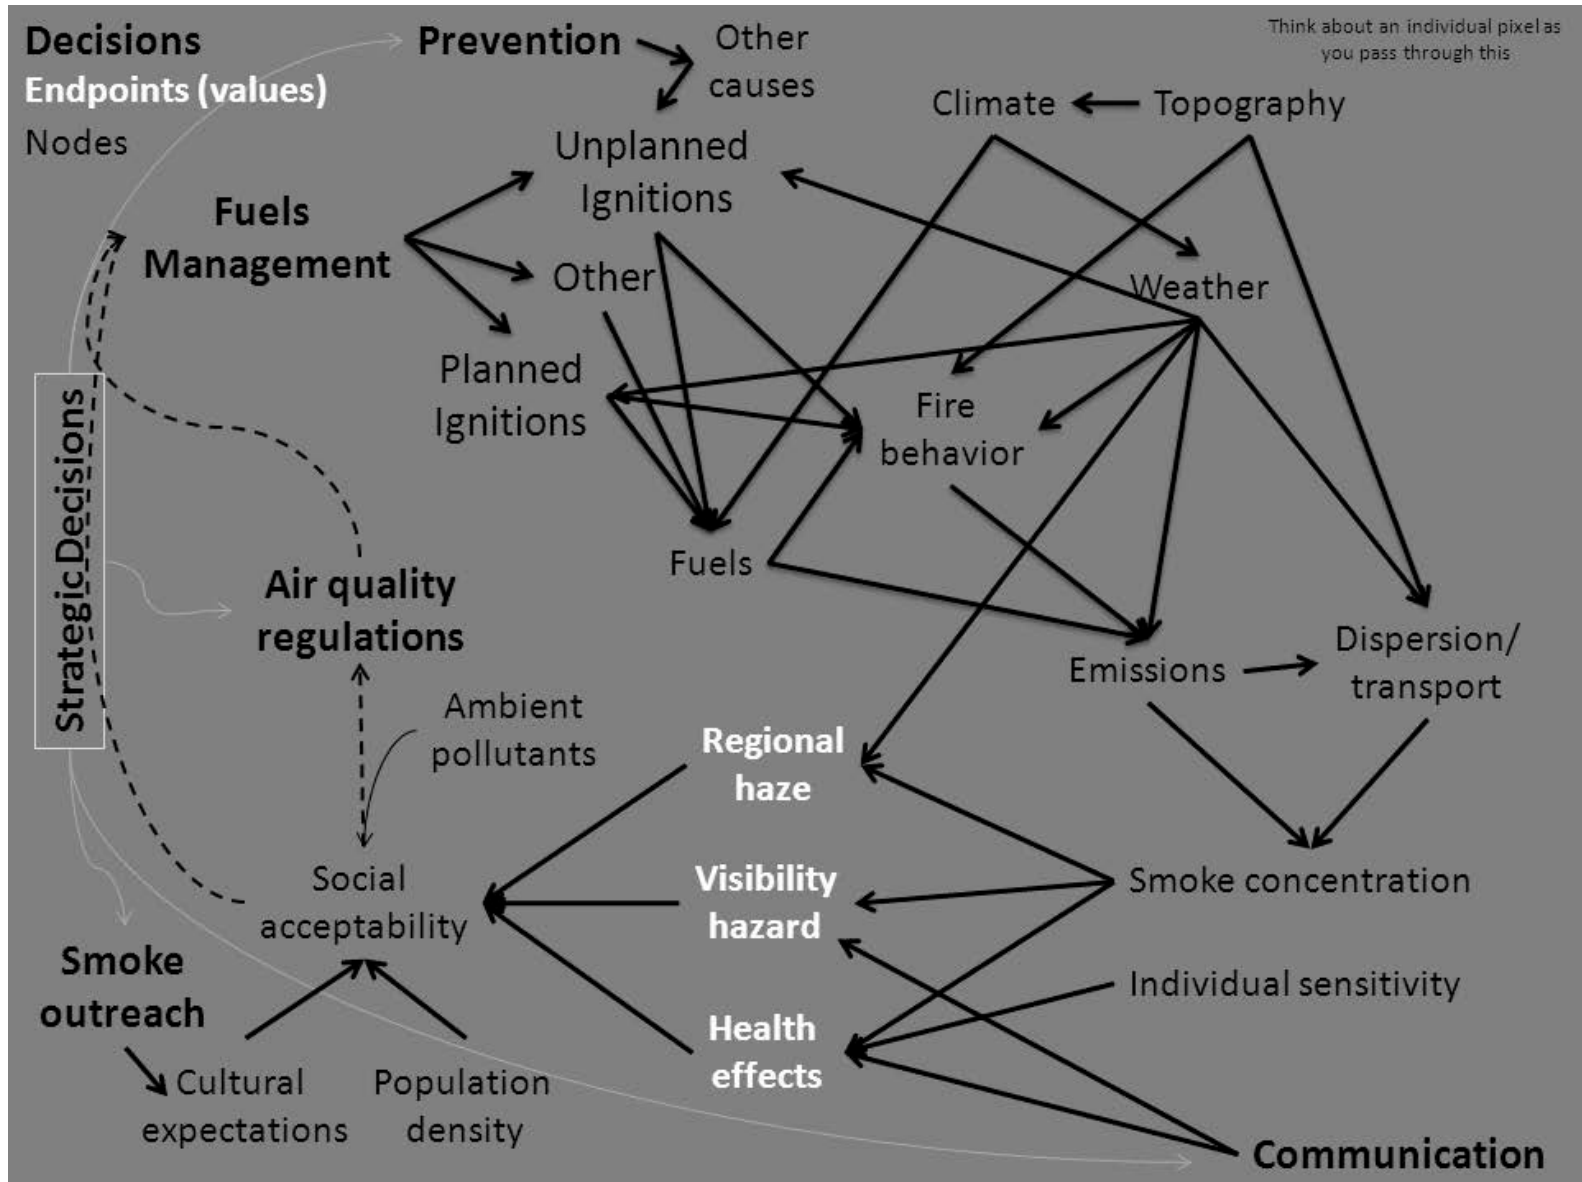 Decisions
Endpoints (values)
Nodes
Prevention
Other
causes
Think about an individual pixel as
you pass through this
Climate
Topography
Unplanned
Ignitions
Fuels
Management
Other
Weather
Planned
Ignitions
Fire
behavior
Strategic Decisions
Fuels
Air quality
regulations
Dispersion/
transport
Emissions
Ambient
pollutants
Regional
haze
Social
acceptability
Visibility
hazard
Smoke concentration
Smoke
outreach
Individual sensitivity
Health
effects
Cultural
expectations
Population
density
Communication